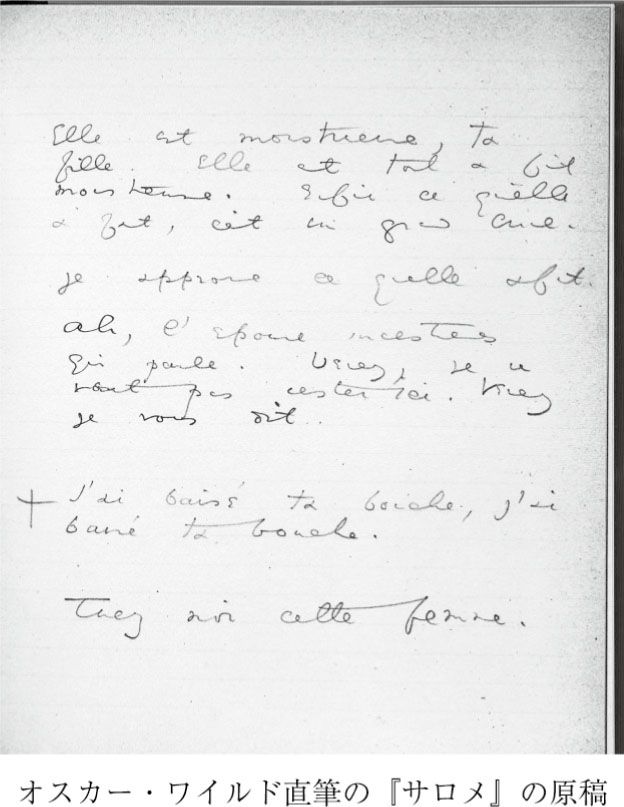 Elle est monstrueuse, ta
fille. Elle est tout a fait
monstrueuse. Enfin ce qu'elle
a fait, c'est un grand crime.
je approuve ce qu'elle a fait.
ah, l'epouse incestueuse
qui parle. Venez, je ne
veut pas rester ici. Venez
je vous dit..
+ J'ai baisé ta bouche, j'ai
baisé ta bouche.
Tuez moi cette femme.
オスカー・ワイルド直筆の『サロメ』の原稿